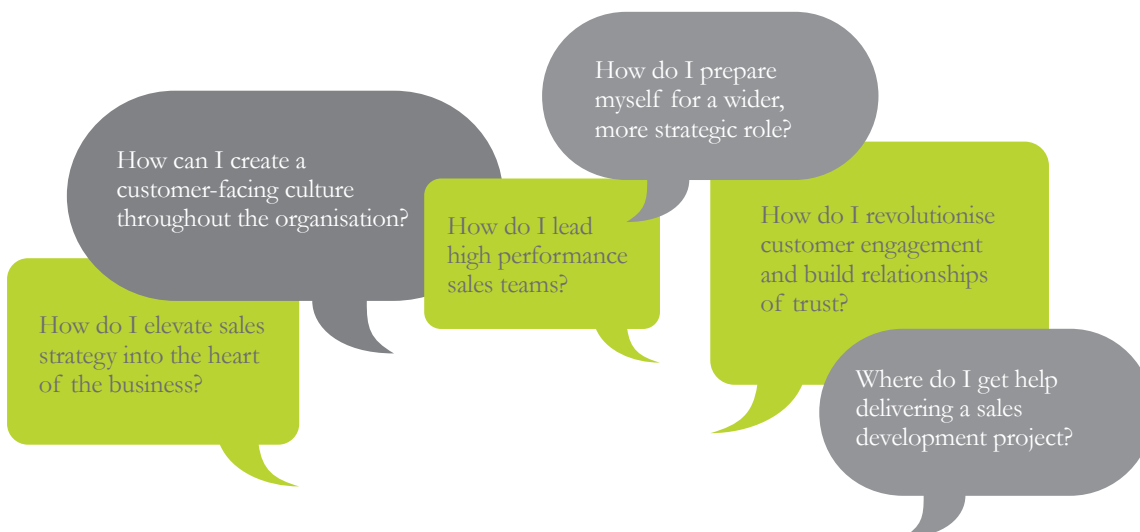 How do I prepare
myself for a wider,
more strategic role?
How can I create a
customer-facing culture
throughout the organisation?
How do I lead
high performance
sales teams?
How do I revolutionise
customer engagement
and build relationships
of trust?
How do I elevate sales
strategy into the heart
of the business?
Where do I get help
delivering a sales
development project?